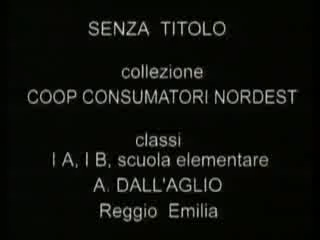 SENZA TITOLO
collezione
COOP CONSUMATORI NORDEST
classi
I A, I B, scuola elementare
A. DALL'AGLIO
Reggio Emilia